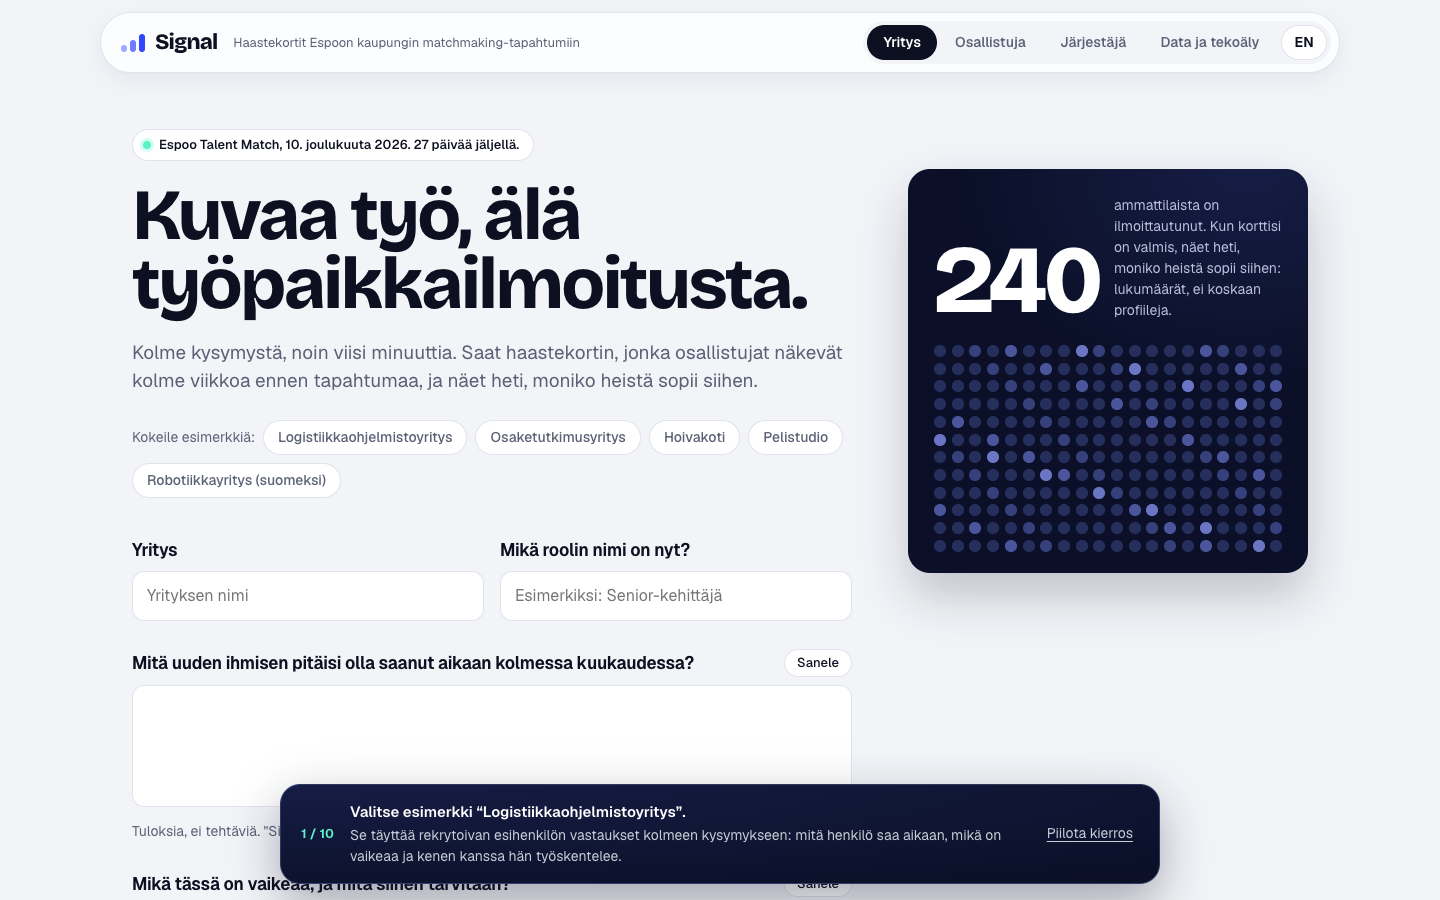 Signal
Haastekortit Espoon kaupungin matchmaking-tapahtumiin
Yritys
Osallistuja
Järjestäjä
Data ja tekoäly
EN
Espoo Talent Match, 10. joulukuuta 2026. 27 päivää jäljellä.
Kuvaa työ, älä
työpaikkailmoitusta.
Kolme kysymystä, noin viisi minuuttia. Saat haastekortin, jonka osallistujat näkevät
kolme viikkoa ennen tapahtumaa, ja näet heti, moniko heistä sopii siihen.
Kokeile esimerkkiä:
Logistiikkaohjelmistoyritys
Osaketutkimusyritys
Hoivakoti
Pelistudio
Robotiikkayritys (suomeksi)
240
ammattilaista on
ilmoittautunut. Kun korttisi
on valmis, näet heti,
moniko heistä sopii siihen:
lukumäärät, ei koskaan
profiileja.
Yritys
Mikä roolin nimi on nyt?
Yrityksen nimi
Esimerkiksi: Senior-kehittäjä
Mitä uuden ihmisen pitäisi olla saanut aikaan kolmessa kuukaudessa?
Sanele
Tuloksia, ei tehtäviä.
1 / 10
Valitse esimerkki “Logistiikkaohjelmistoyritys”.
Se täyttää rekrytoivan esihenkilön vastaukset kolmeen kysymykseen: mitä henkilö saa aikaan, mikä on
vaikeaa ja kenen kanssa hän työskentelee.
Piilota kierros
Mikä tässä on vaikeaa, ja mitä siihen tarvitaan?
Sanele